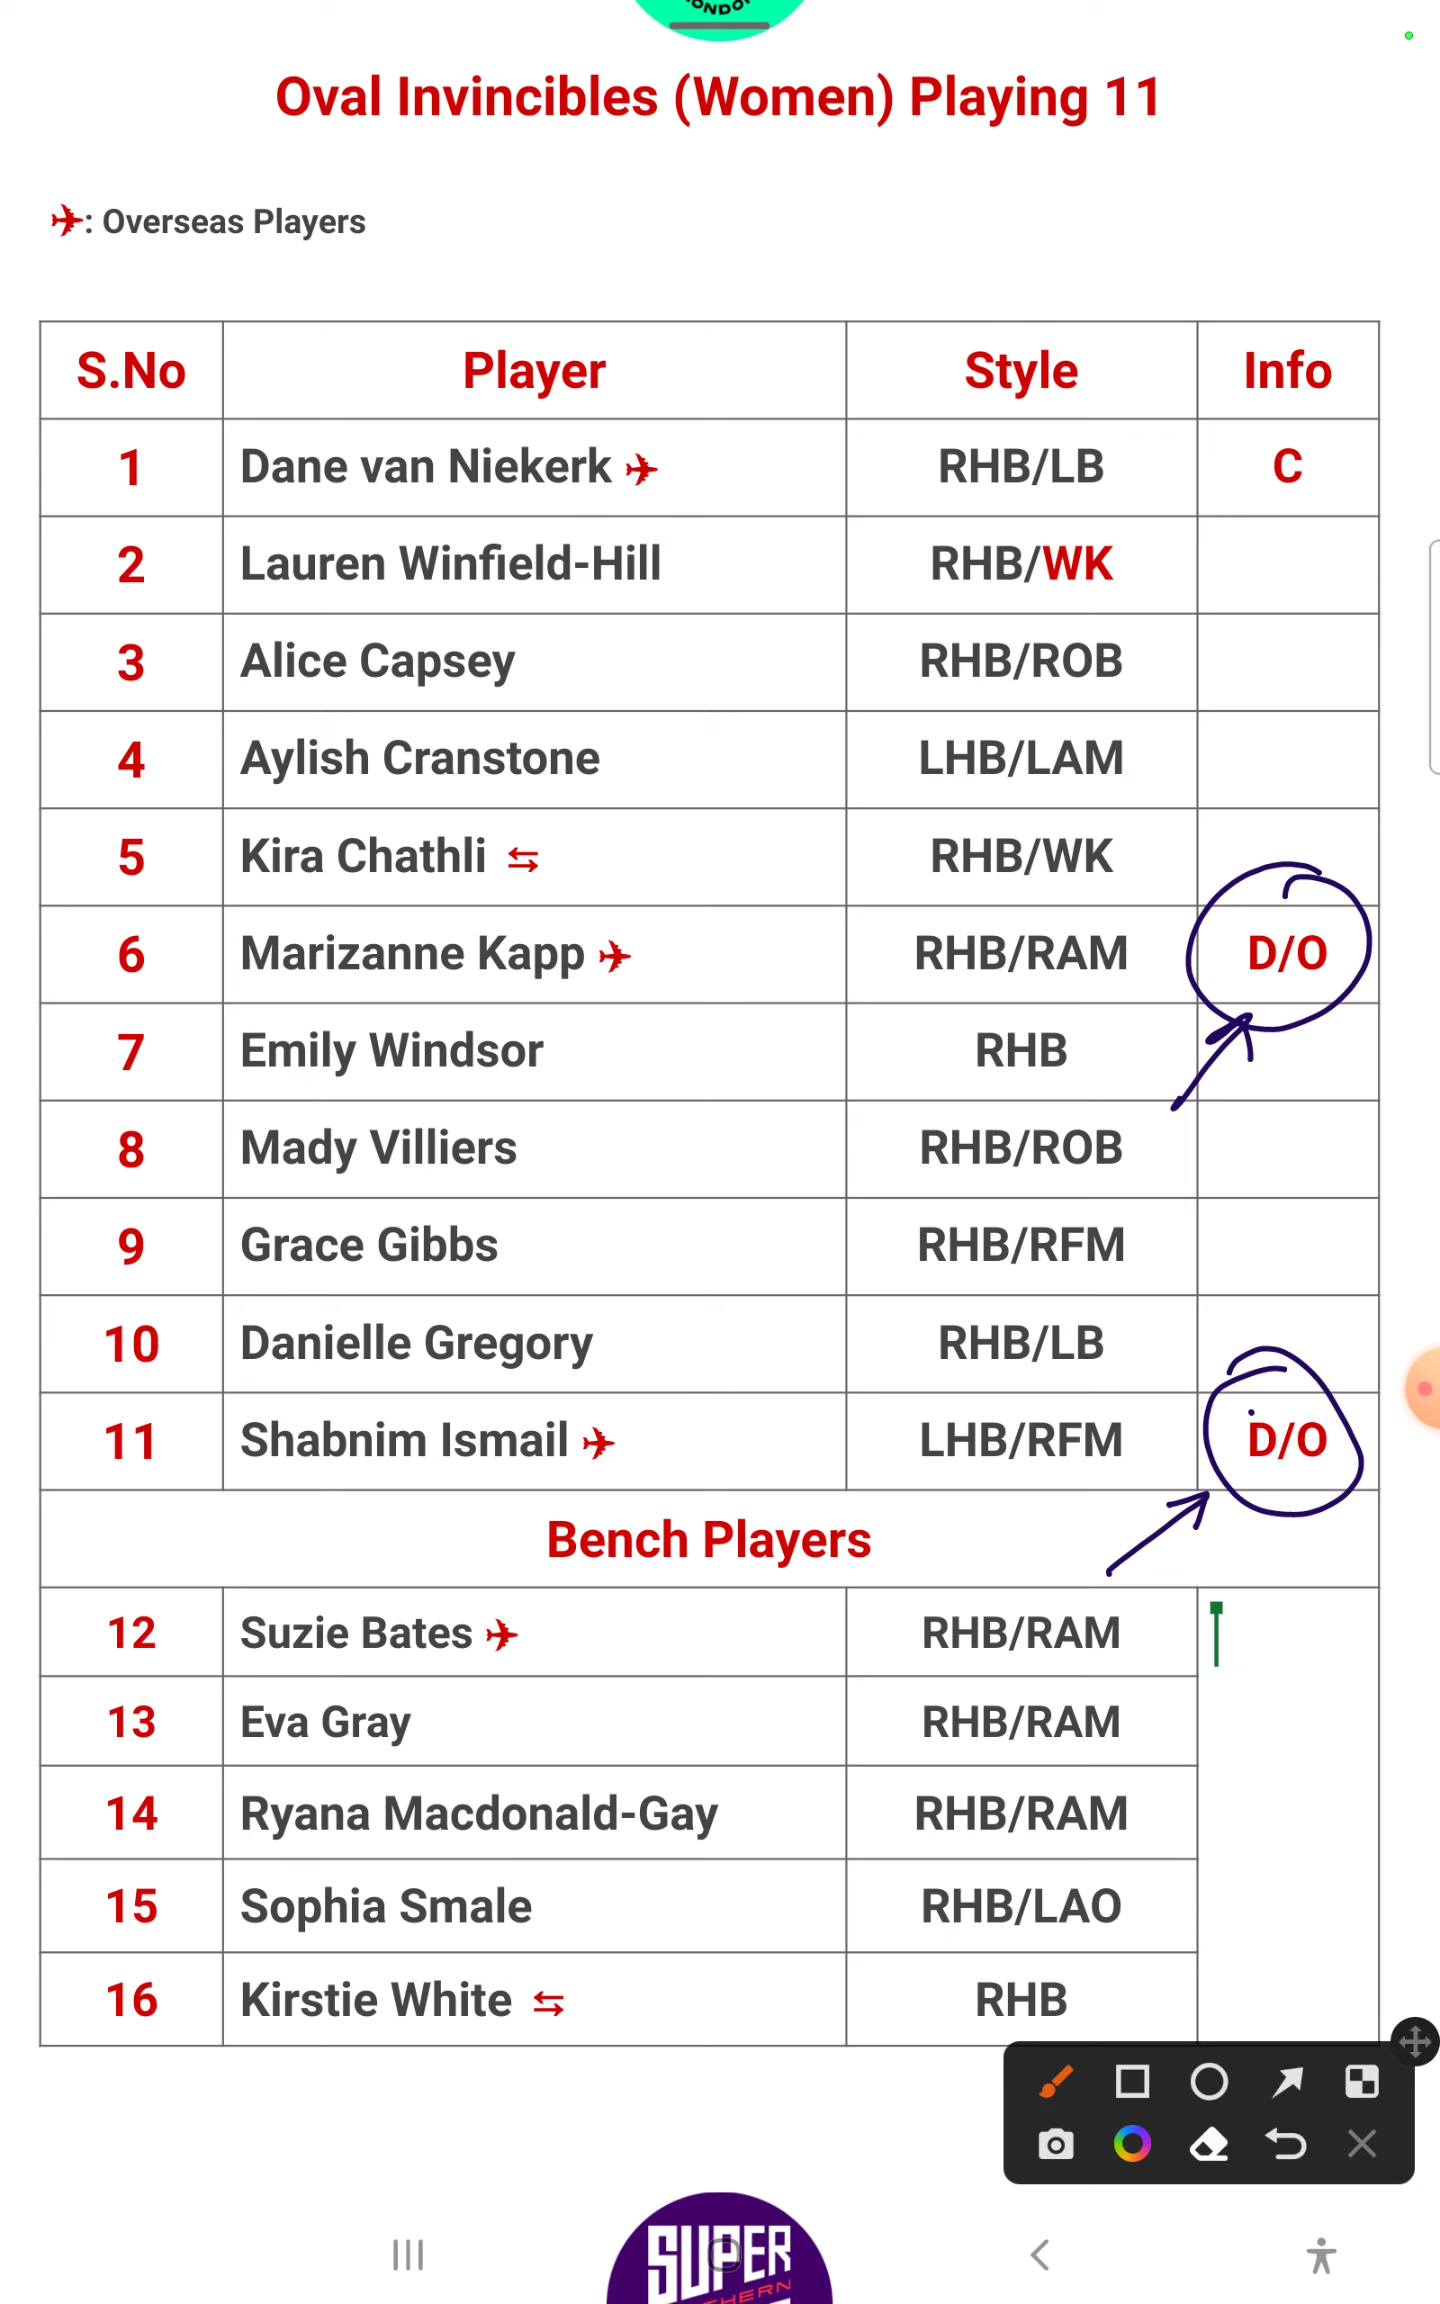 ONDO
Oval Invincibles (Women) Playing 11
: Overseas Players
S.No Player Style Info
1 Dane van Niekerk RHB/LB C
2 Lauren Winfield-Hill RHB/WK
3 Alice Capsey RHB/ROB
4 Aylish Cranstone LHB/LAM
5 Kira Chathli RHB/WK
6 Marizanne Kapp RHB/RAM D/O
7 Emily Windsor RHB
8 Mady Villiers RHB/ROB
9 Grace Gibbs RHB/RFM
10 Danielle Gregory RHB/LB
11 Shabnim Ismail LHB/RFM D/O
Bench Players
12 Suzie Bates RHB/RAM
13 Eva Gray RHB/RAM
14 Ryana Macdonald-Gay RHB/RAM
15 Sophia Smale RHB/LAO
16 Kirstie White RHB
SUPER
HERN